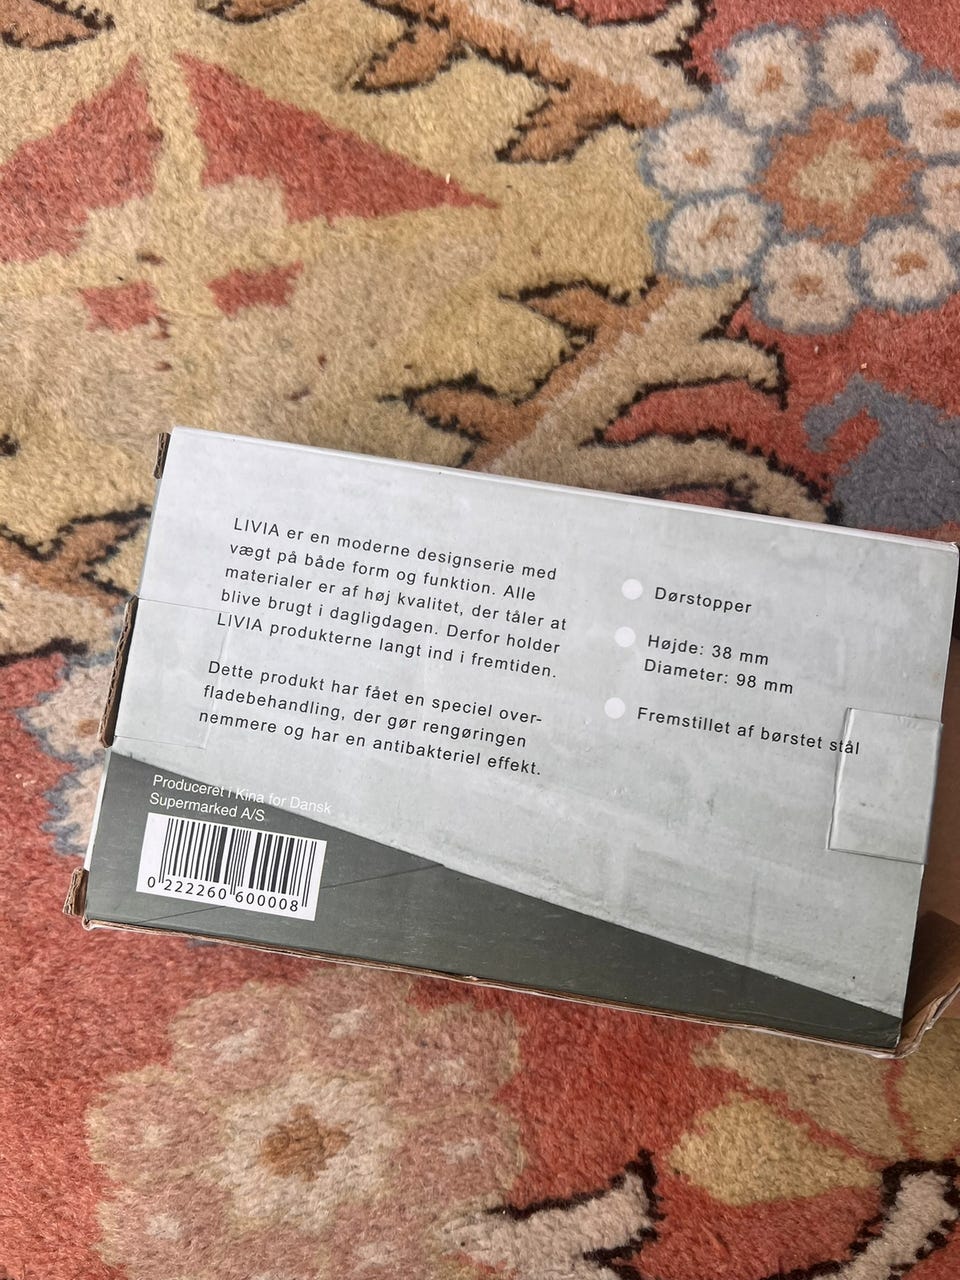 LIVIA er en moderne designserie med
vægt på både form og funktion. Alle
materialer er af høj kvalitet, der tåler at
blive brugt i dagligdagen. Derfor holder
LIVIA produkterne langt ind i fremtiden.
Dette produkt har fået en speciel over-
fladebehandling, der gør rengøringen
nemmere og har en antibakteriel effekt.
Dørstopper
Højde: 38 mm
Diameter: 98 mm
Fremstillet af børstet stål
Produceret i Kina for Dansk
Supermarked A/S
0 222260 600008